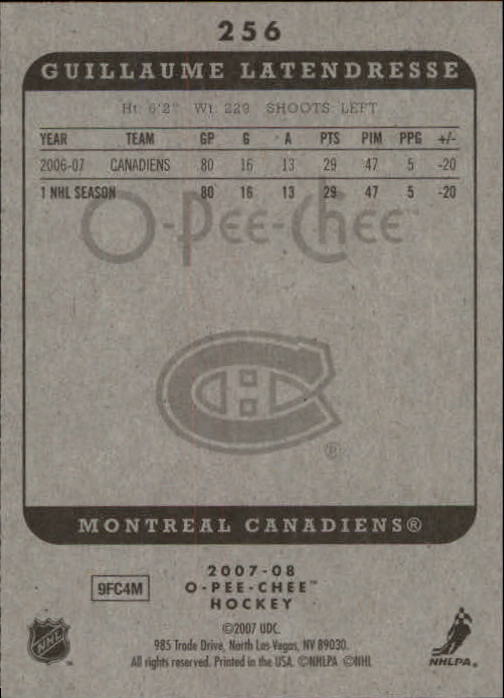 256
GUILLAUME LATENDRESSE
Ht: 6'2" Wt: 229 SHOOTS: LEFT
YEAR TEAM GP G A PTS PIM PPG +/-
2006-07 CANADIENS 80 16 13 29 47 5 -20
1 NHL SEASON 80 16 13 29 47 5 -20
O-Pee-Chee™
®
MONTREAL CANADIENS®
2007-08
9FC4M
O-PEE-CHEE™
HOCKEY
©2007 UDC.
985 Trade Drive, North Las Vegas, NV 89030.
All rights reserved. Printed in the USA. ©NHLPA ©NHL
NHL
NHLPA.